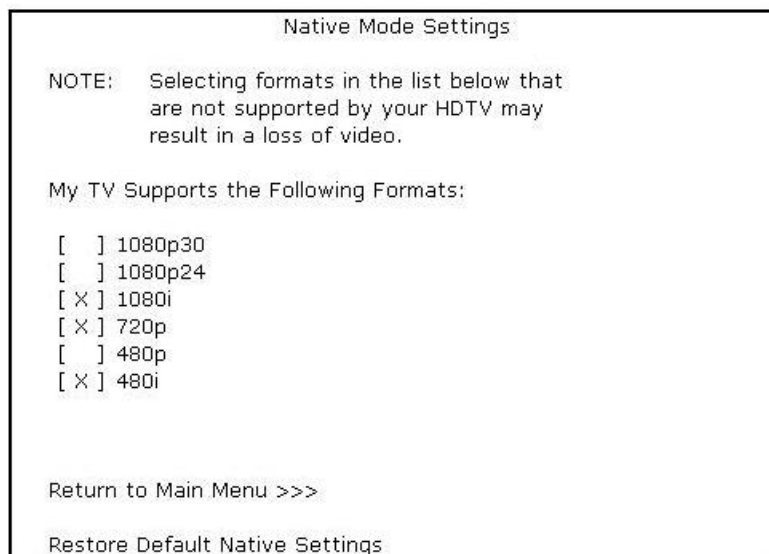 Native Mode Settings
NOTE: Selecting formats in the list below that
are not supported by your HDTV may
result in a loss of video.
My TV Supports the Following Formats:
[ ] 1080p30
[ ] 1080p24
[ X ] 1080i
[ X ] 720p
[ ] 480p
[ X ] 480i
Return to Main Menu >>>
Restore Default Native Settings